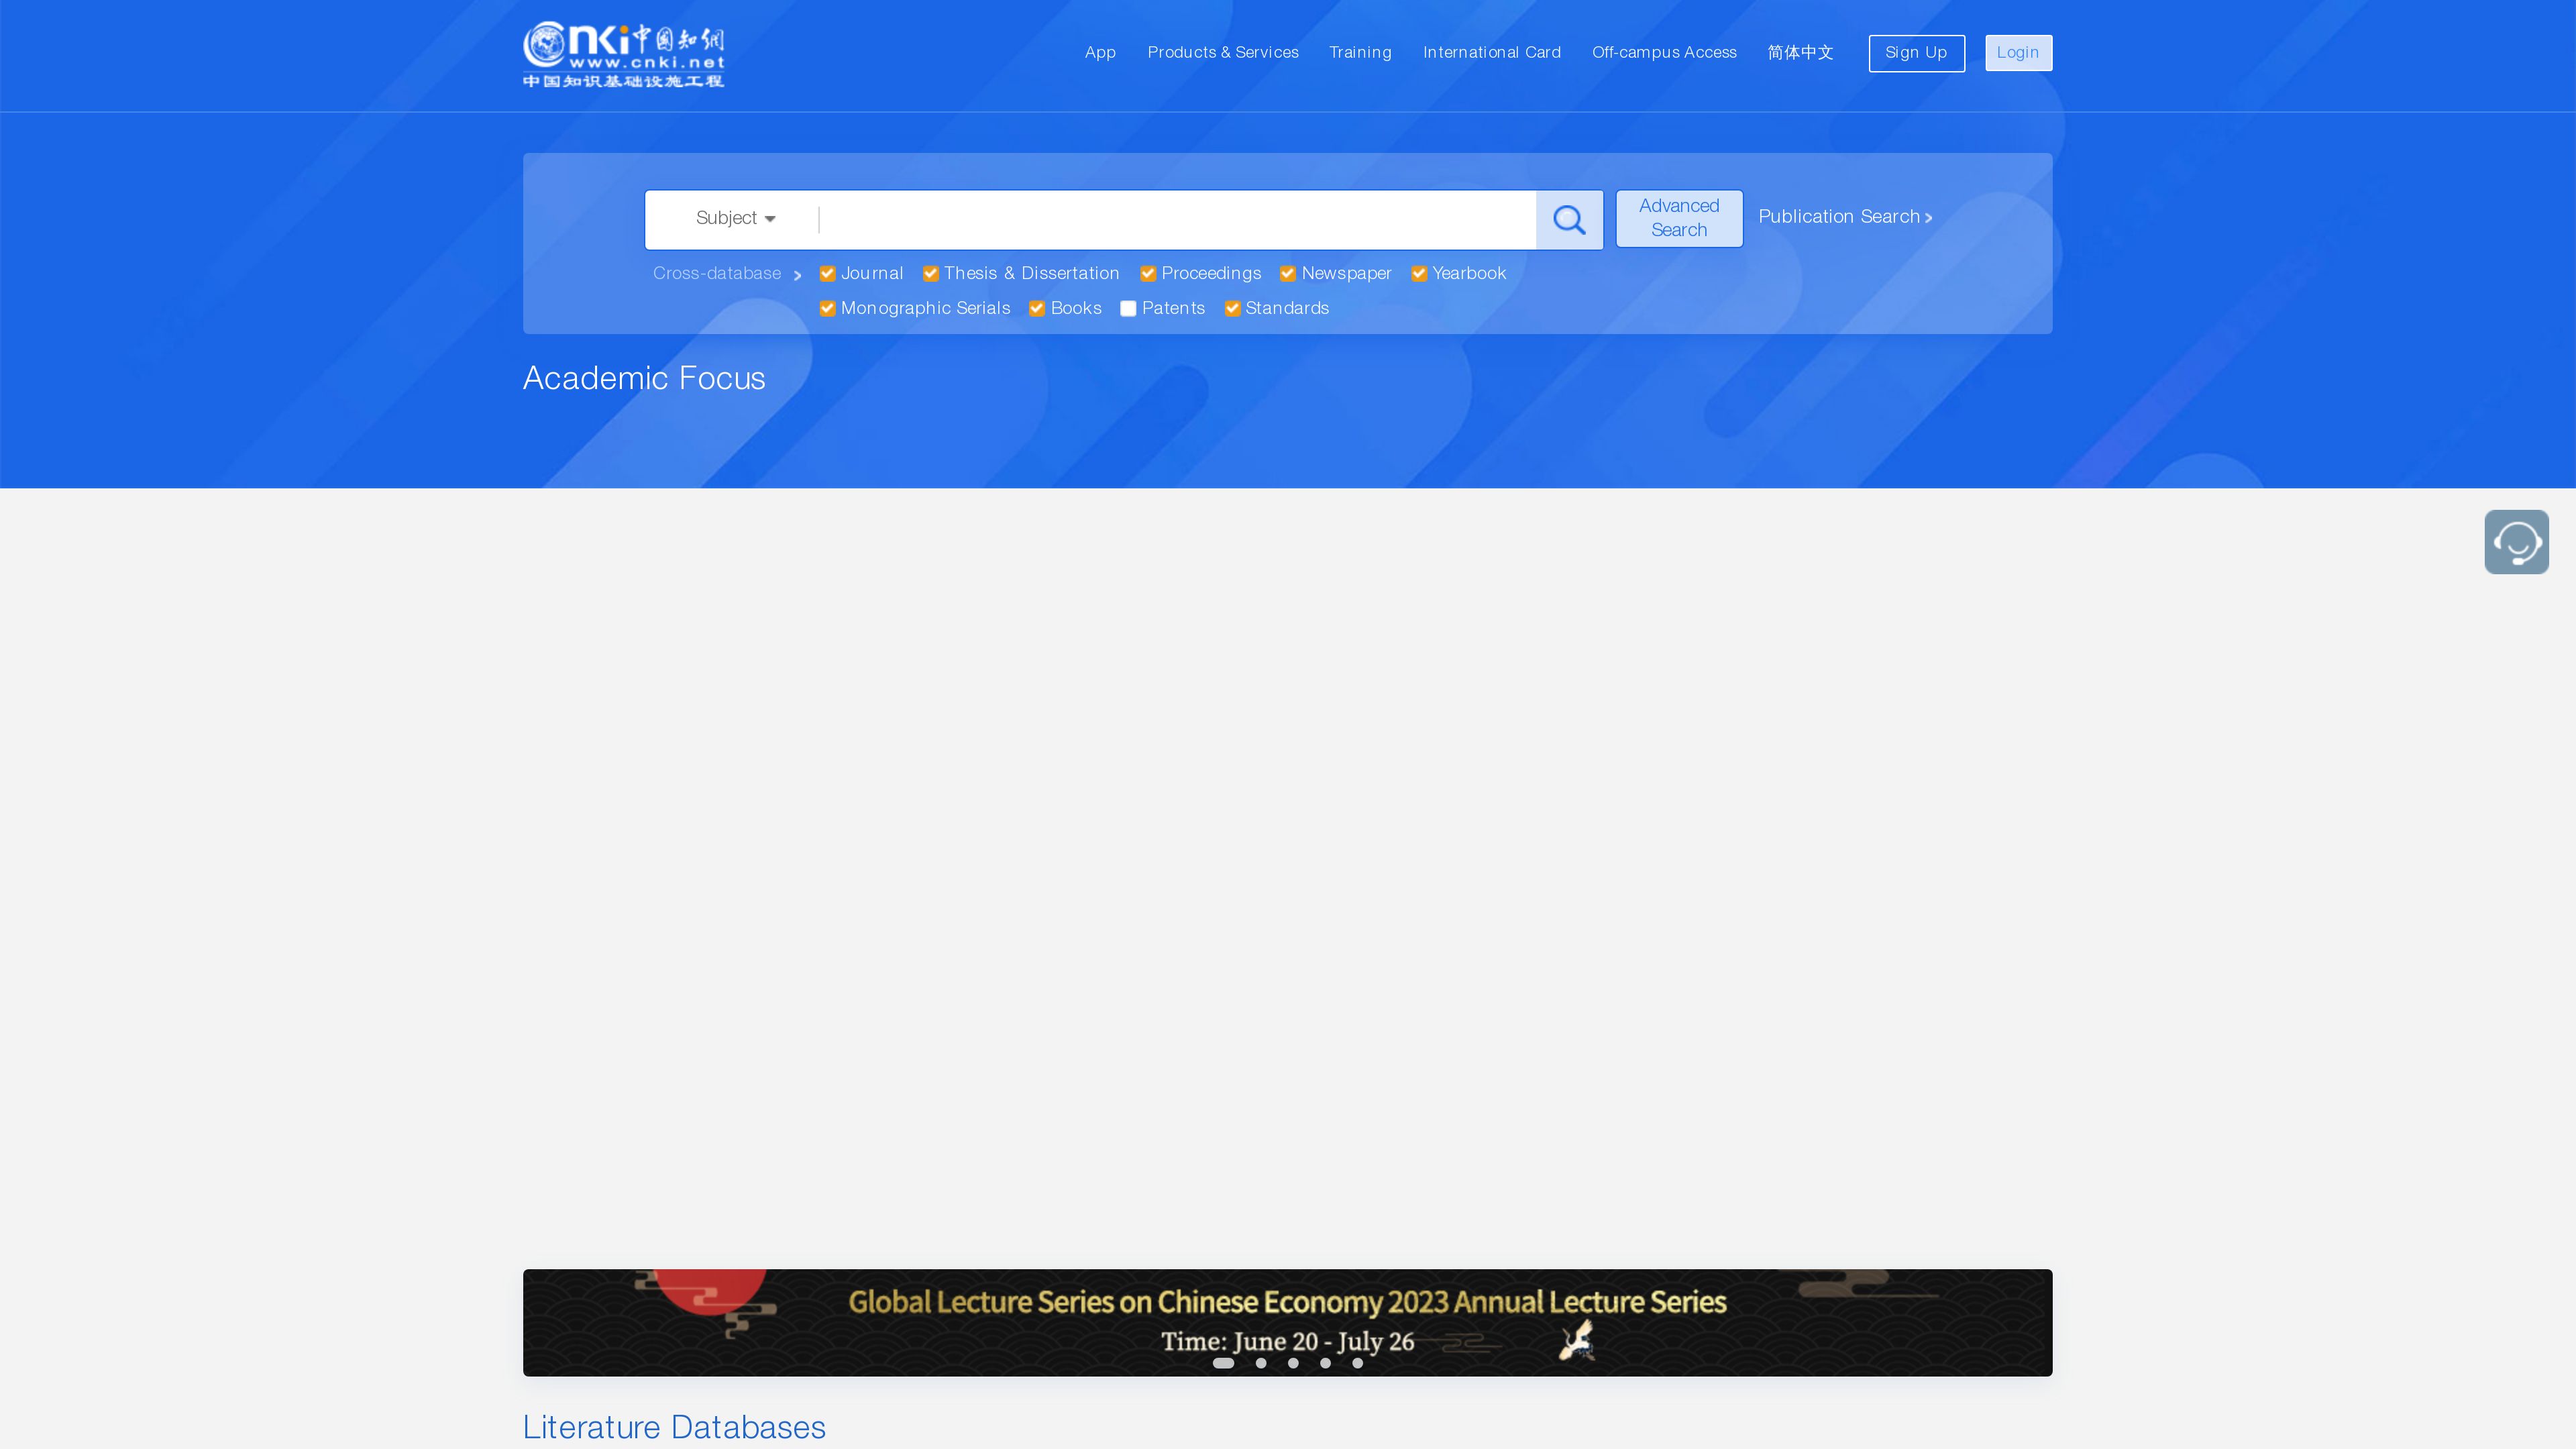 cnki中国知網
www.cnki.net
中国知识基础设施工程
App
Products & Services
Training
International Card
Off-campus Access
简体中文
Sign Up
Login
Subject
Advanced
Search
Publication Search
Cross-database
Journal
Thesis & Dissertation
Proceedings
Newspaper
Yearbook
Monographic Serials
Books
Patents
Standards
Academic Focus
Global Lecture Series on Chinese Economy 2023 Annual Lecture Series
Time: June 20 - July 26
Literature Databases